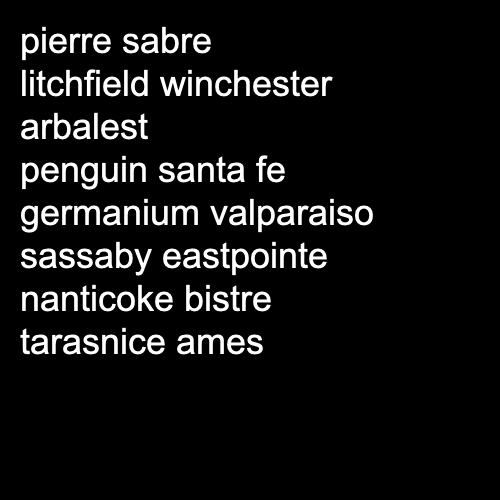 pierre sabre
litchfield winchester
arbalest
penguin santa fe
germanium valparaiso
sassaby eastpointe
nanticoke bistre
tarasnice ames